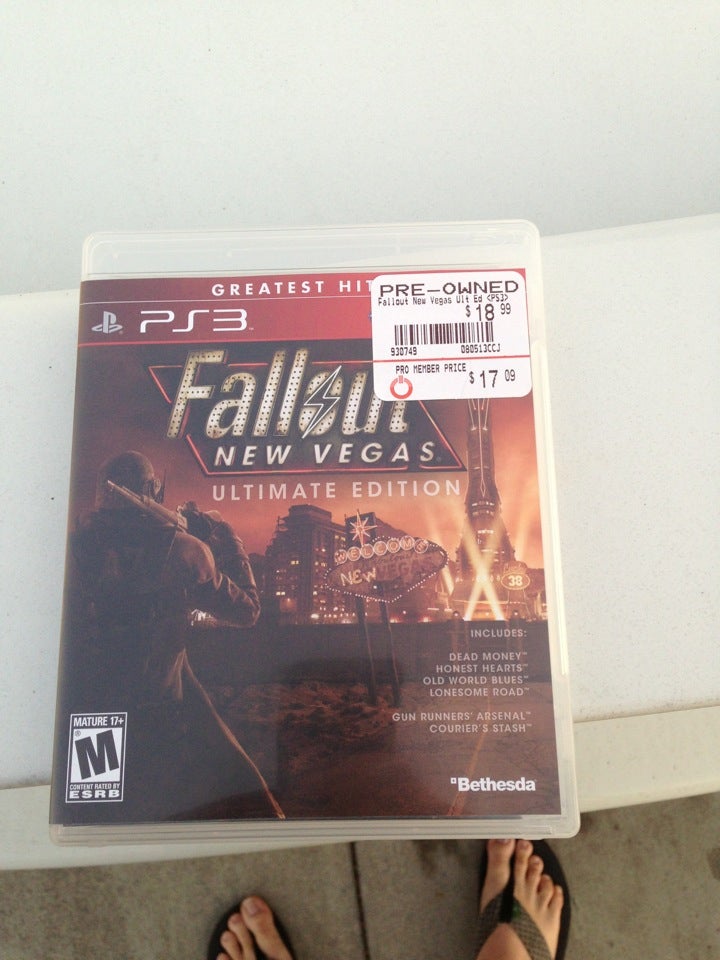 GREATEST HIT
PS3
PRE-OWNED
Fallout New Vegas Ult Ed <PS3>
$ 18 99
930749 080513CCJ
PRO MEMBER PRICE
$ 17 09
Fallout
NEW VEGAS
ULTIMATE EDITION
WELCOME
NEW VEGAS
38
INCLUDES:
DEAD MONEY™
HONEST HEARTS™
OLD WORLD BLUES™
LONESOME ROAD™
GUN RUNNERS' ARSENAL™
COURIER'S STASH™
MATURE 17+
M
CONTENT RATED BY
ESRB
Bethesda